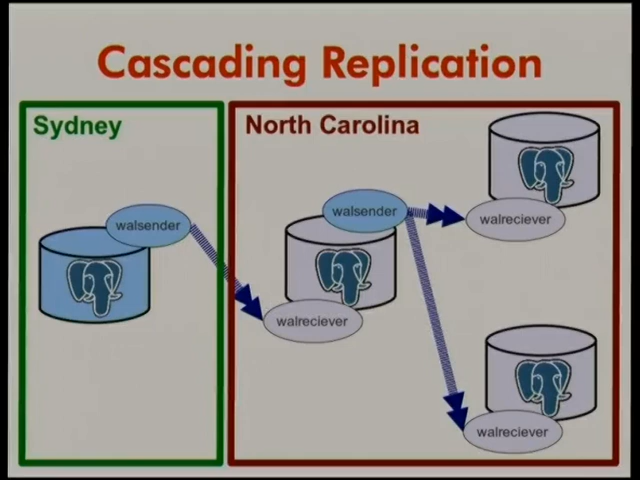 Cascading Replication
Sydney
North Carolina
walsender
walreciever
walsender
walreciever
walreciever